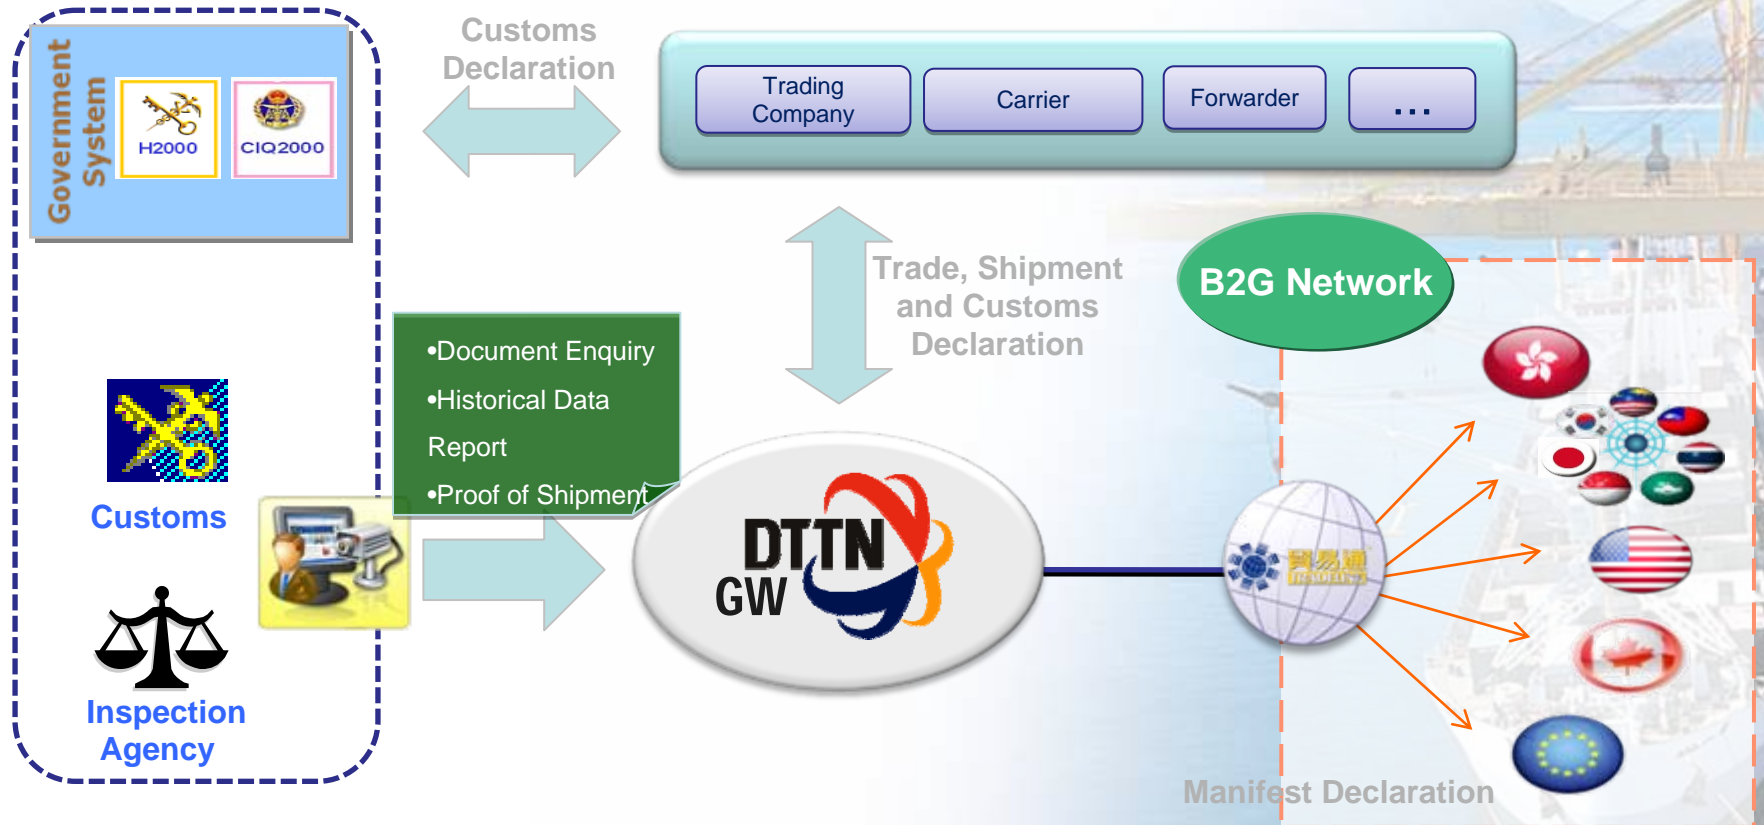 Government
System
H2000
CIQ2000
Customs
Declaration
Trading
Company
Carrier
Forwarder
...
Trade, Shipment
and Customs
Declaration
B2G Network
•Document Enquiry
•Historical Data
Report
•Proof of Shipment
Customs
Inspection
Agency
DTTN
GW
貿易通
Manifest Declaration